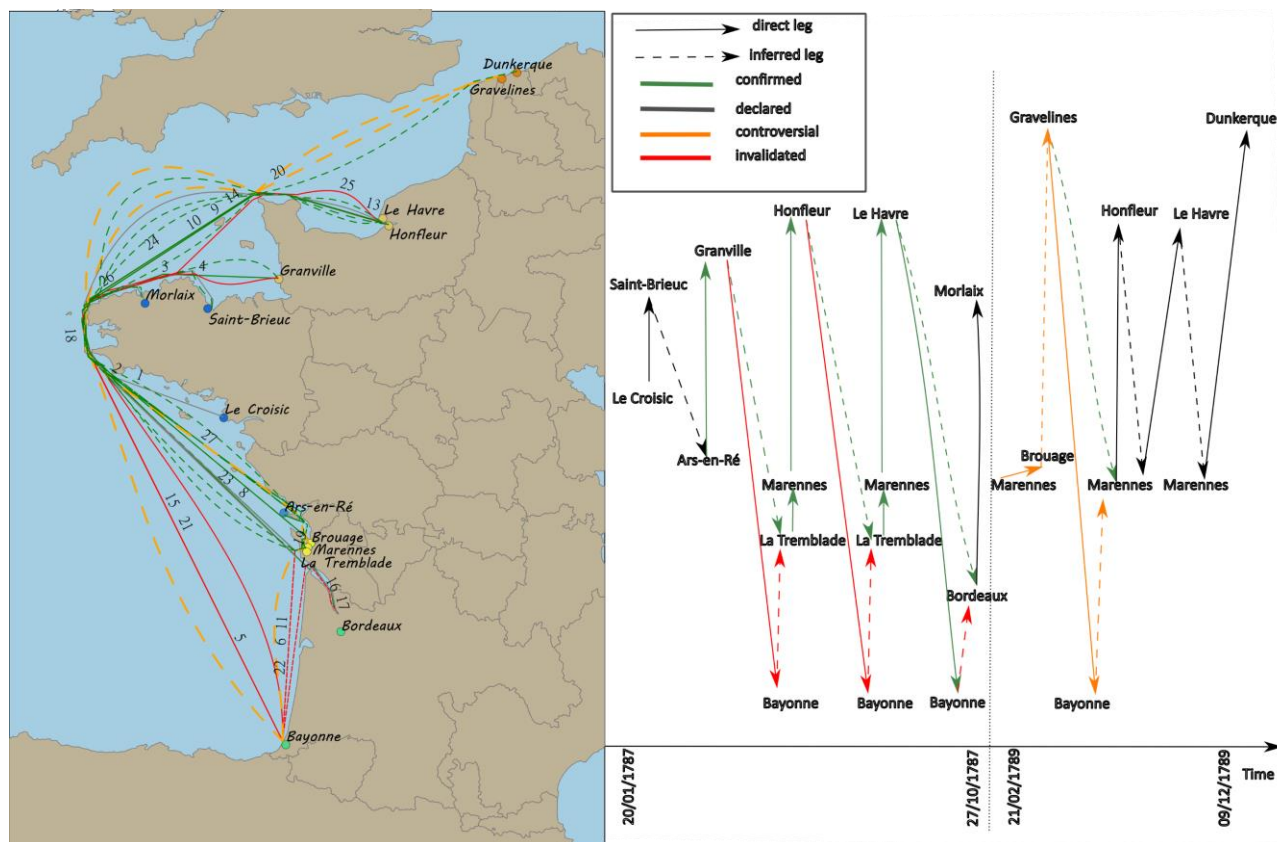 Dunkerque
Gravelines
20
25
13
Le Havre
Honfleur
14
9
10
24
26
3
4
Granville
Morlaix
Saint-Brieuc
18
2
1
Le Croisic
27
23
8
15
21
Ars-en-Ré
19
Brouage
Marennes
La Tremblade
16
17
Bordeaux
5
6
11
22
Bayonne
direct leg
inferred leg
confirmed
declared
controversial
invalidated
Gravelines
Dunkerque
Honfleur
Le Havre
Honfleur
Le Havre
Granville
Saint-Brieuc
Morlaix
Le Croisic
Ars-en-Ré
Brouage
Marennes
Marennes
Marennes
Marennes
Marennes
La Tremblade
La Tremblade
Bordeaux
Bayonne
Bayonne
Bayonne
Bayonne
20/01/1787
27/10/1787
21/02/1789
09/12/1789
Time